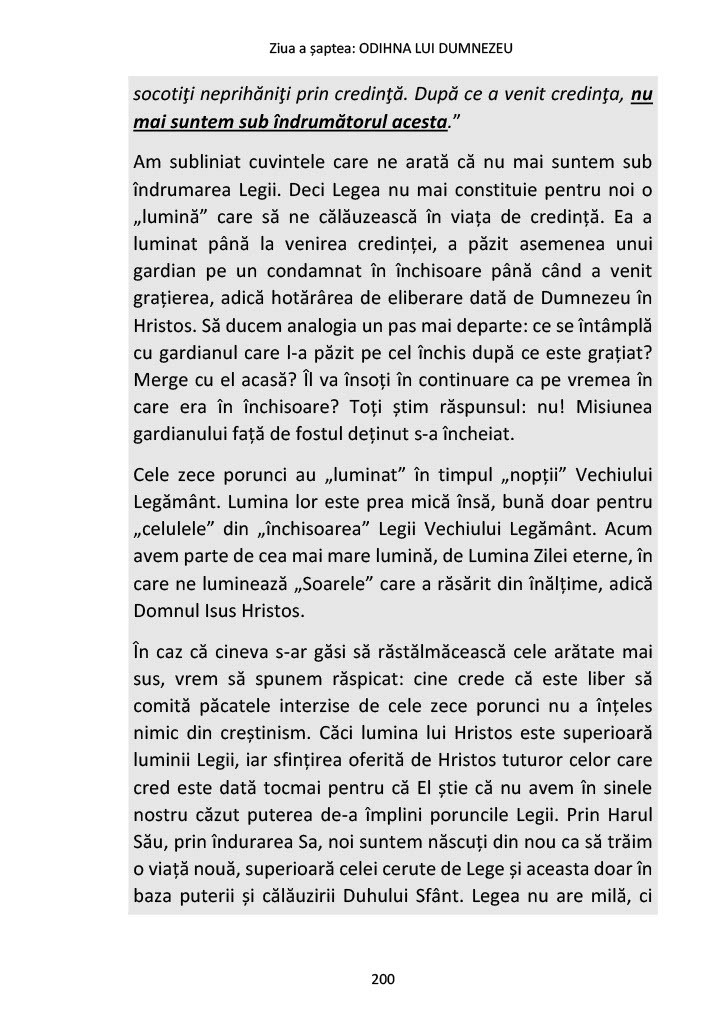 Ziua a șaptea: ODIHNA LUI DUMNEZEU
socotiţi neprihăniţi prin credinţă. După ce a venit credinţa, nu
mai suntem sub îndrumătorul acesta.”
Am subliniat cuvintele care ne arată că nu mai suntem sub
îndrumarea Legii. Deci Legea nu mai constituie pentru noi o
„lumină” care să ne călăuzească în viața de credință. Ea a
luminat până la venirea credinței, a păzit asemenea unui
gardian pe un condamnat în închisoare până când a venit
grațierea, adică hotărârea de eliberare dată de Dumnezeu în
Hristos. Să ducem analogia un pas mai departe: ce se întâmplă
cu gardianul care l-a păzit pe cel închis după ce este grațiat?
Merge cu el acasă? Îl va însoți în continuare ca pe vremea în
care era în închisoare? Toți știm răspunsul: nu! Misiunea
gardianului față de fostul deținut s-a încheiat.
Cele zece porunci au „luminat” în timpul „nopții” Vechiului
Legământ. Lumina lor este prea mică însă, bună doar pentru
„celulele” din „închisoarea” Legii Vechiului Legământ. Acum
avem parte de cea mai mare lumină, de Lumina Zilei eterne, în
care ne luminează „Soarele” care a răsărit din înălțime, adică
Domnul Isus Hristos.
În caz că cineva s-ar găsi să răstălmăcească cele arătate mai
sus, vrem să spunem răspicat: cine crede că este liber să
comită păcatele interzise de cele zece porunci nu a înțeles
nimic din creștinism. Căci lumina lui Hristos este superioară
luminii Legii, iar sfințirea oferită de Hristos tuturor celor care
cred este dată tocmai pentru că El știe că nu avem în sinele
nostru căzut puterea de-a împlini poruncile Legii. Prin Harul
Său, prin îndurarea Sa, noi suntem născuți din nou ca să trăim
o viață nouă, superioară celei cerute de Lege și aceasta doar în
baza puterii și călăuzirii Duhului Sfânt. Legea nu are milă, ci
200